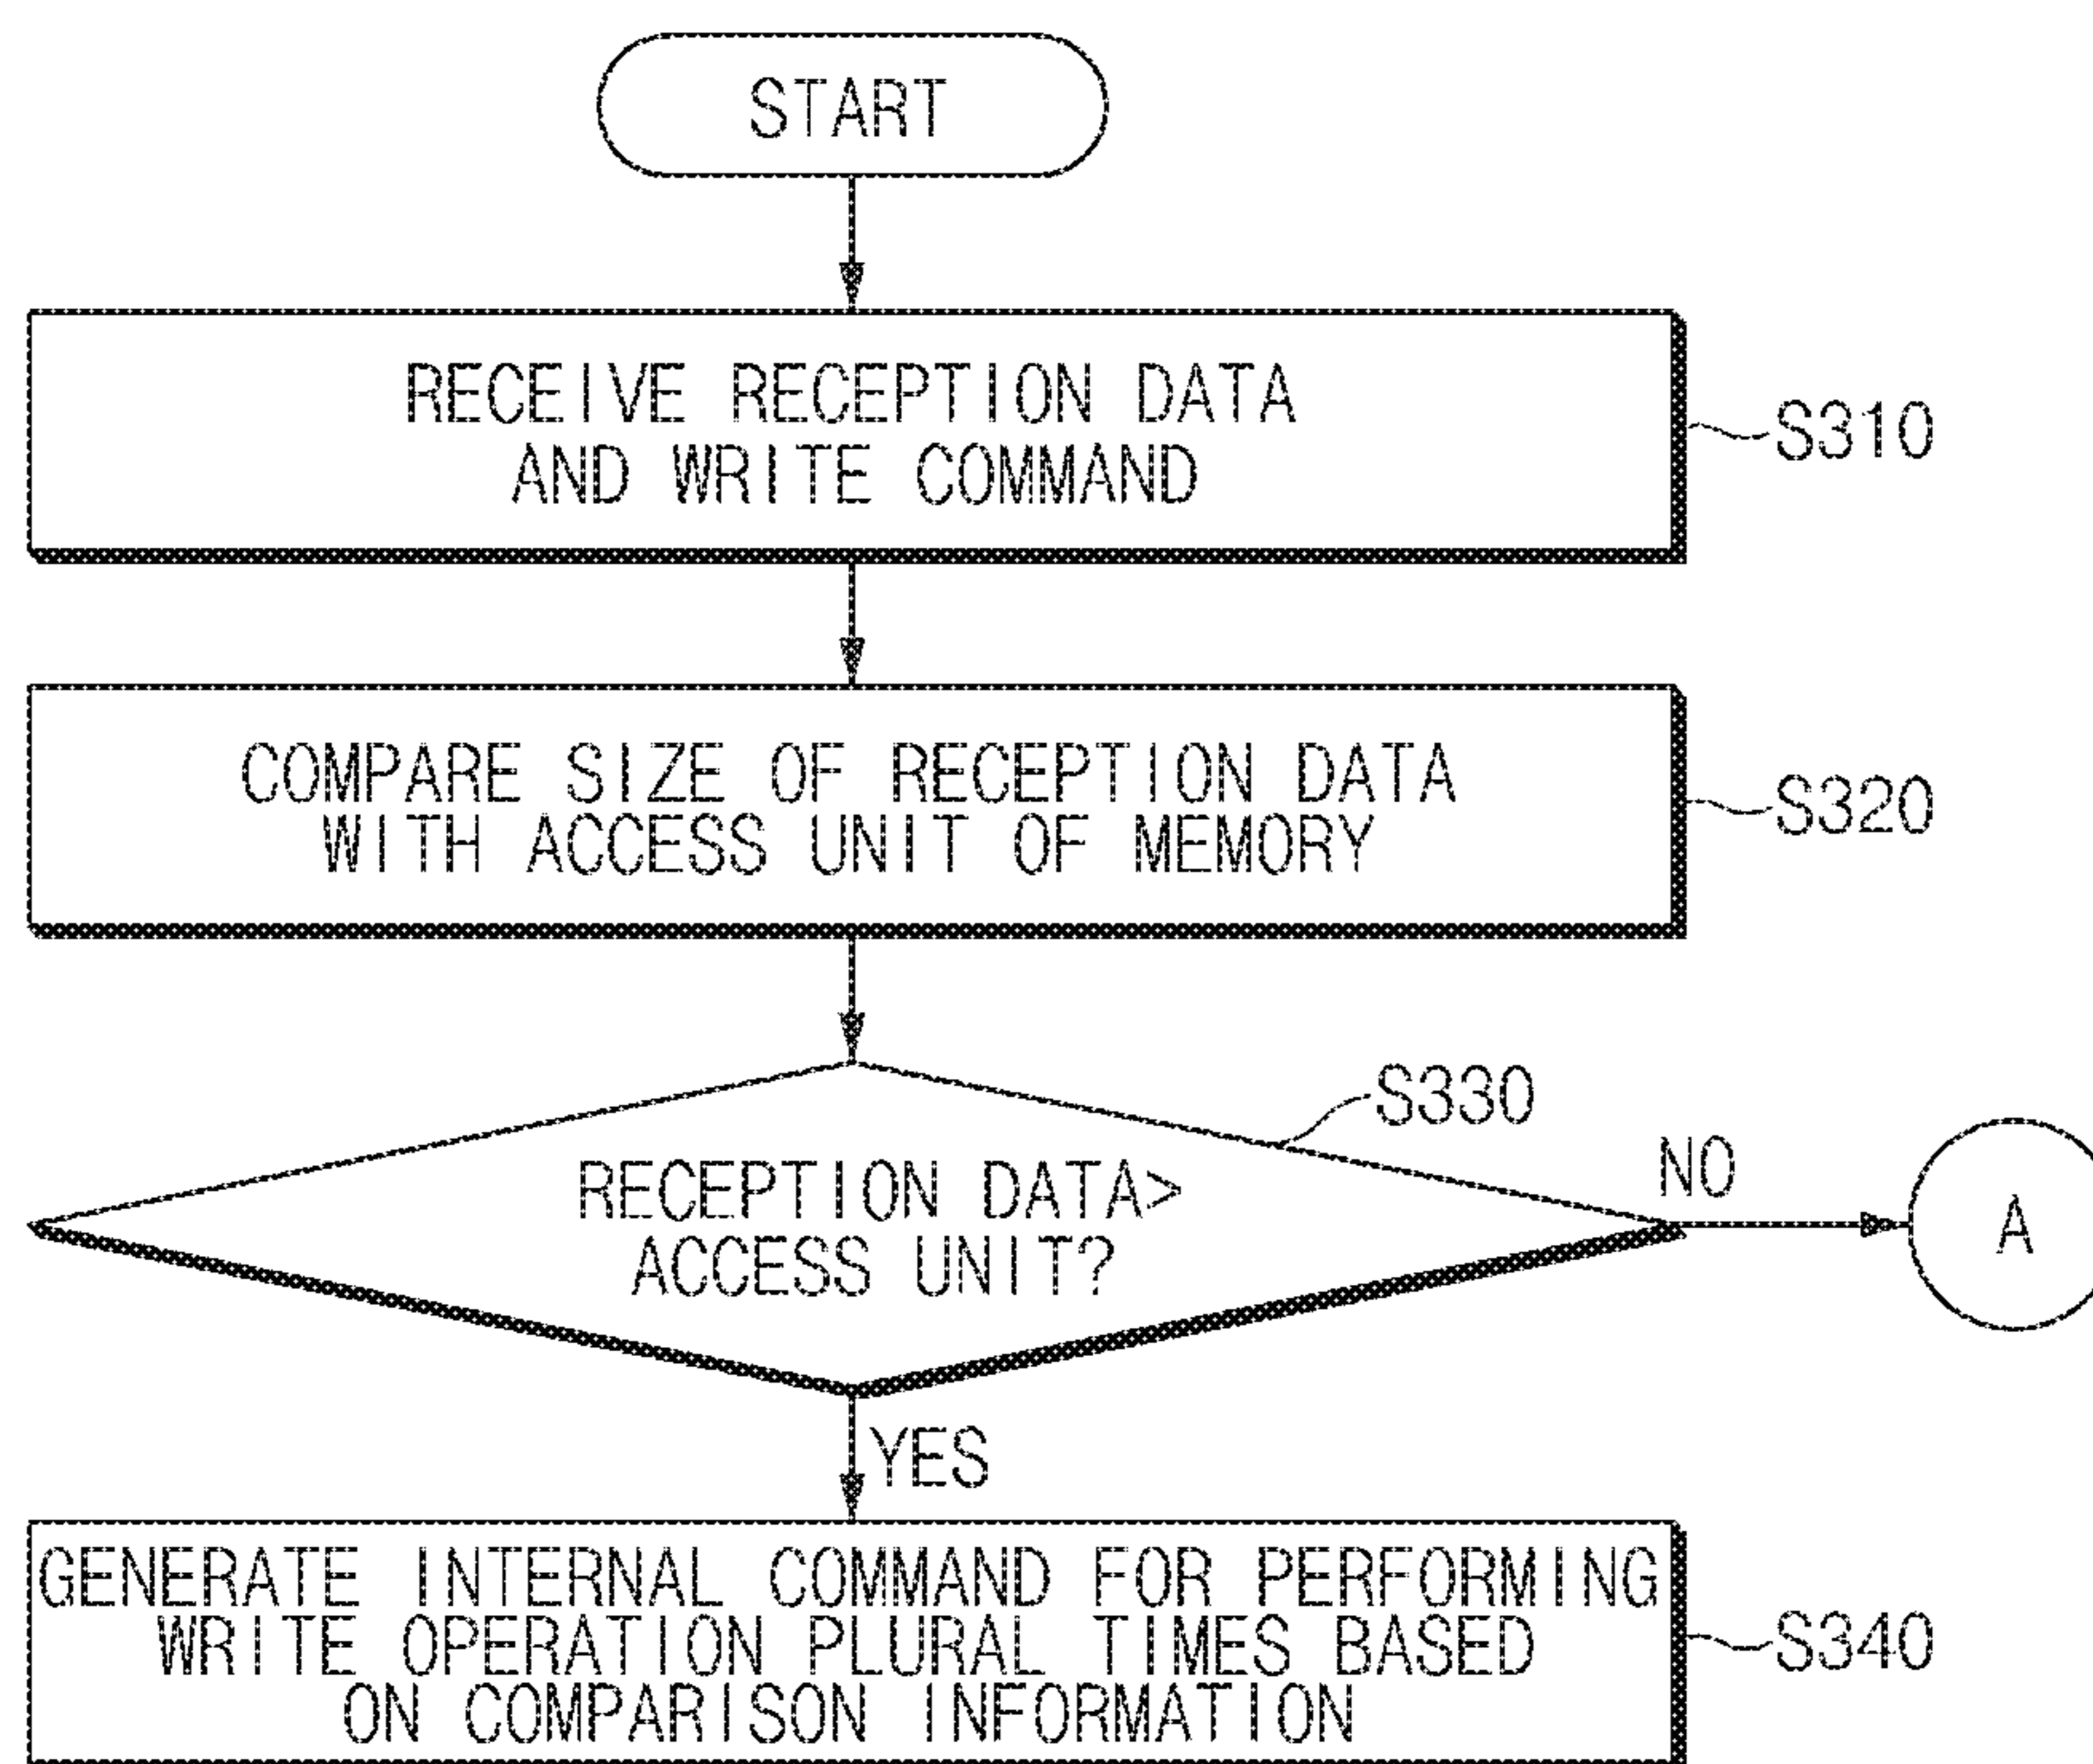 START
RECEIVE RECEPTION DATA
AND WRITE COMMAND
S310
COMPARE SIZE OF RECEPTION DATA
WITH ACCESS UNIT OF MEMORY
S320
S330
RECEPTION DATA>
ACCESS UNIT?
NO
A
YES
GENERATE INTERNAL COMMAND FOR PERFORMING
WRITE OPERATION PLURAL TIMES BASED
ON COMPARISON INFORMATION
S340